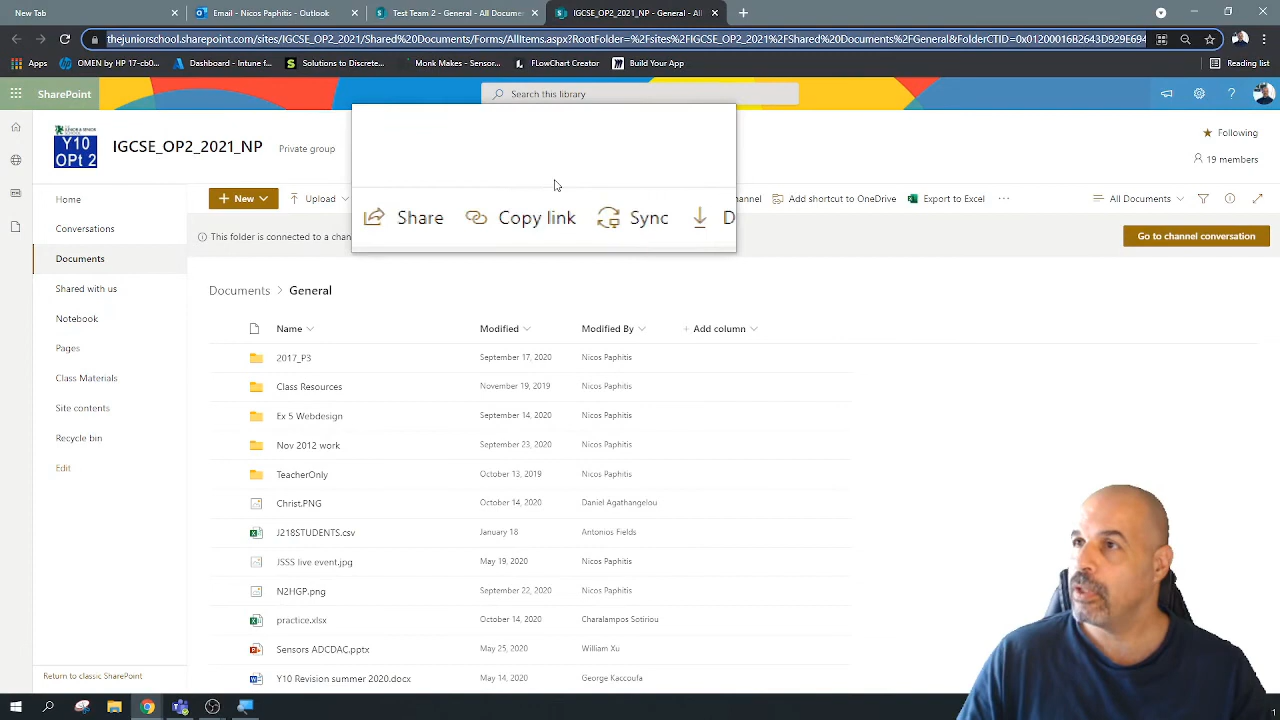 New Tab
Email - Nicos Paphitis - Outlook
Test Team 2 - General - All Docum
IGCSE_OP2_2021_NP - General - All
thejuniorschool.sharepoint.com/sites/IGCSE_OP2_2021/Shared%20Documents/Forms/AllItems.aspx?RootFolder=%2Fsites%2FIGCSE_OP2_2021%2FShared%20Documents%2FGeneral&FolderCTID=0x01200016B2643D929E694
Apps
OMEN by HP 17-cb0...
Dashboard - Intune f...
Solutions to Discrete...
Monk Makes - Sensor...
FlowChart Creator
Build Your App
Reading list
SharePoint
Search this library
JUNIOR & SENIOR
SCHOOL
Y10
OPt 2
IGCSE_OP2_2021_NP
Private group
Following
19 members
Home
Conversations
Documents
Shared with us
Notebook
Pages
Class Materials
Site contents
Recycle bin
Edit
Return to classic SharePoint
New
Upload
Share
Copy link
Sync
D
hannel
Add shortcut to OneDrive
Export to Excel
All Documents
This folder is connected to a chan
Go to channel conversation
Documents > General
Name
Modified
Modified By
+ Add column
2017_P3 September 17, 2020 Nicos Paphitis
Class Resources November 19, 2019 Nicos Paphitis
Ex 5 Webdesign September 14, 2020 Nicos Paphitis
Nov 2012 work September 23, 2020 Nicos Paphitis
TeacherOnly October 13, 2019 Nicos Paphitis
Christ.PNG October 14, 2020 Daniel Agathangelou
J218STUDENTS.csv January 18 Antonios Fields
JSSS live event.jpg May 19, 2020 Nicos Paphitis
N2HGP.png September 22, 2020 Nicos Paphitis
practice.xlsx October 14, 2020 Charalampos Sotiriou
Sensors ADCDAC.pptx May 25, 2020 William Xu
Y10 Revision summer 2020.docx May 14, 2020 George Kaccoufa